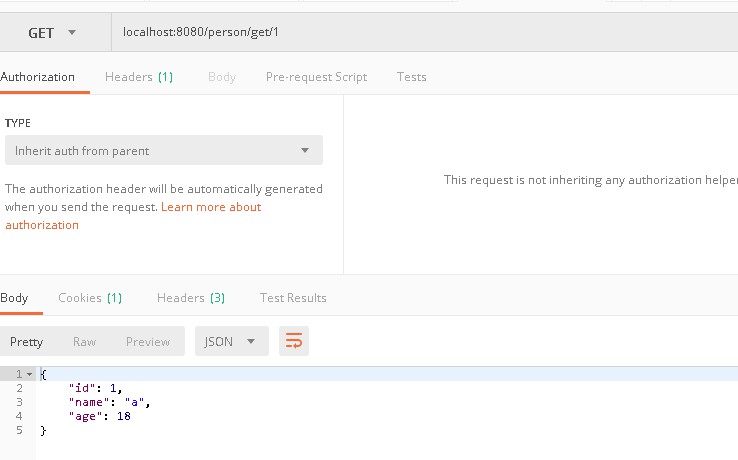 GET localhost:8080/person/get/1
Authorization Headers (1) Body Pre-request Script Tests
TYPE
Inherit auth from parent
The authorization header will be automatically generated
when you send the request. Learn more about
authorization
This request is not inheriting any authorization helper
Body Cookies (1) Headers (3) Test Results
Pretty Raw Preview JSON
1 {
2 "id": 1,
3 "name": "a",
4 "age": 18
5 }